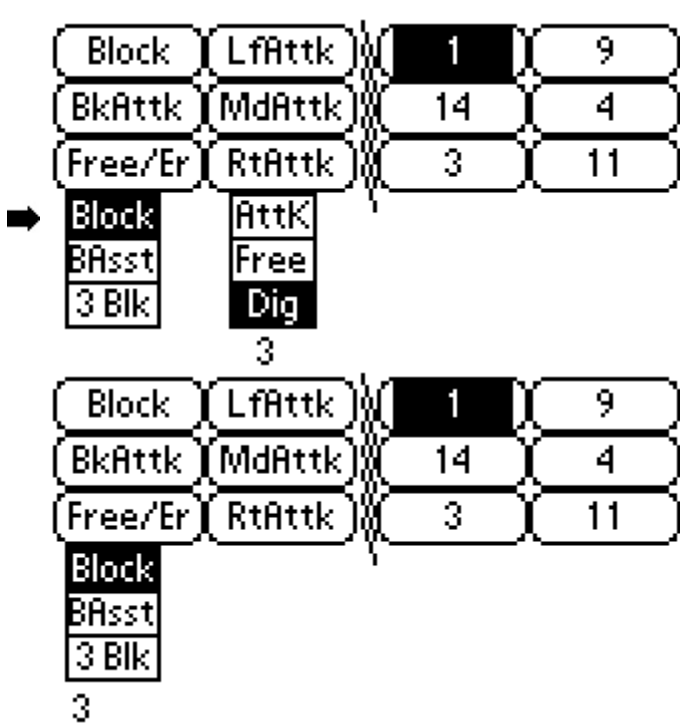 Block LfAttk 1 9
BkAttk MdAttk 14 4
Free/Er RtAttk 3 11
Block AttK
BAsst Free
3 Blk Dig
3
Block LfAttk 1 9
BkAttk MdAttk 14 4
Free/Er RtAttk 3 11
Block
BAsst
3 Blk
3